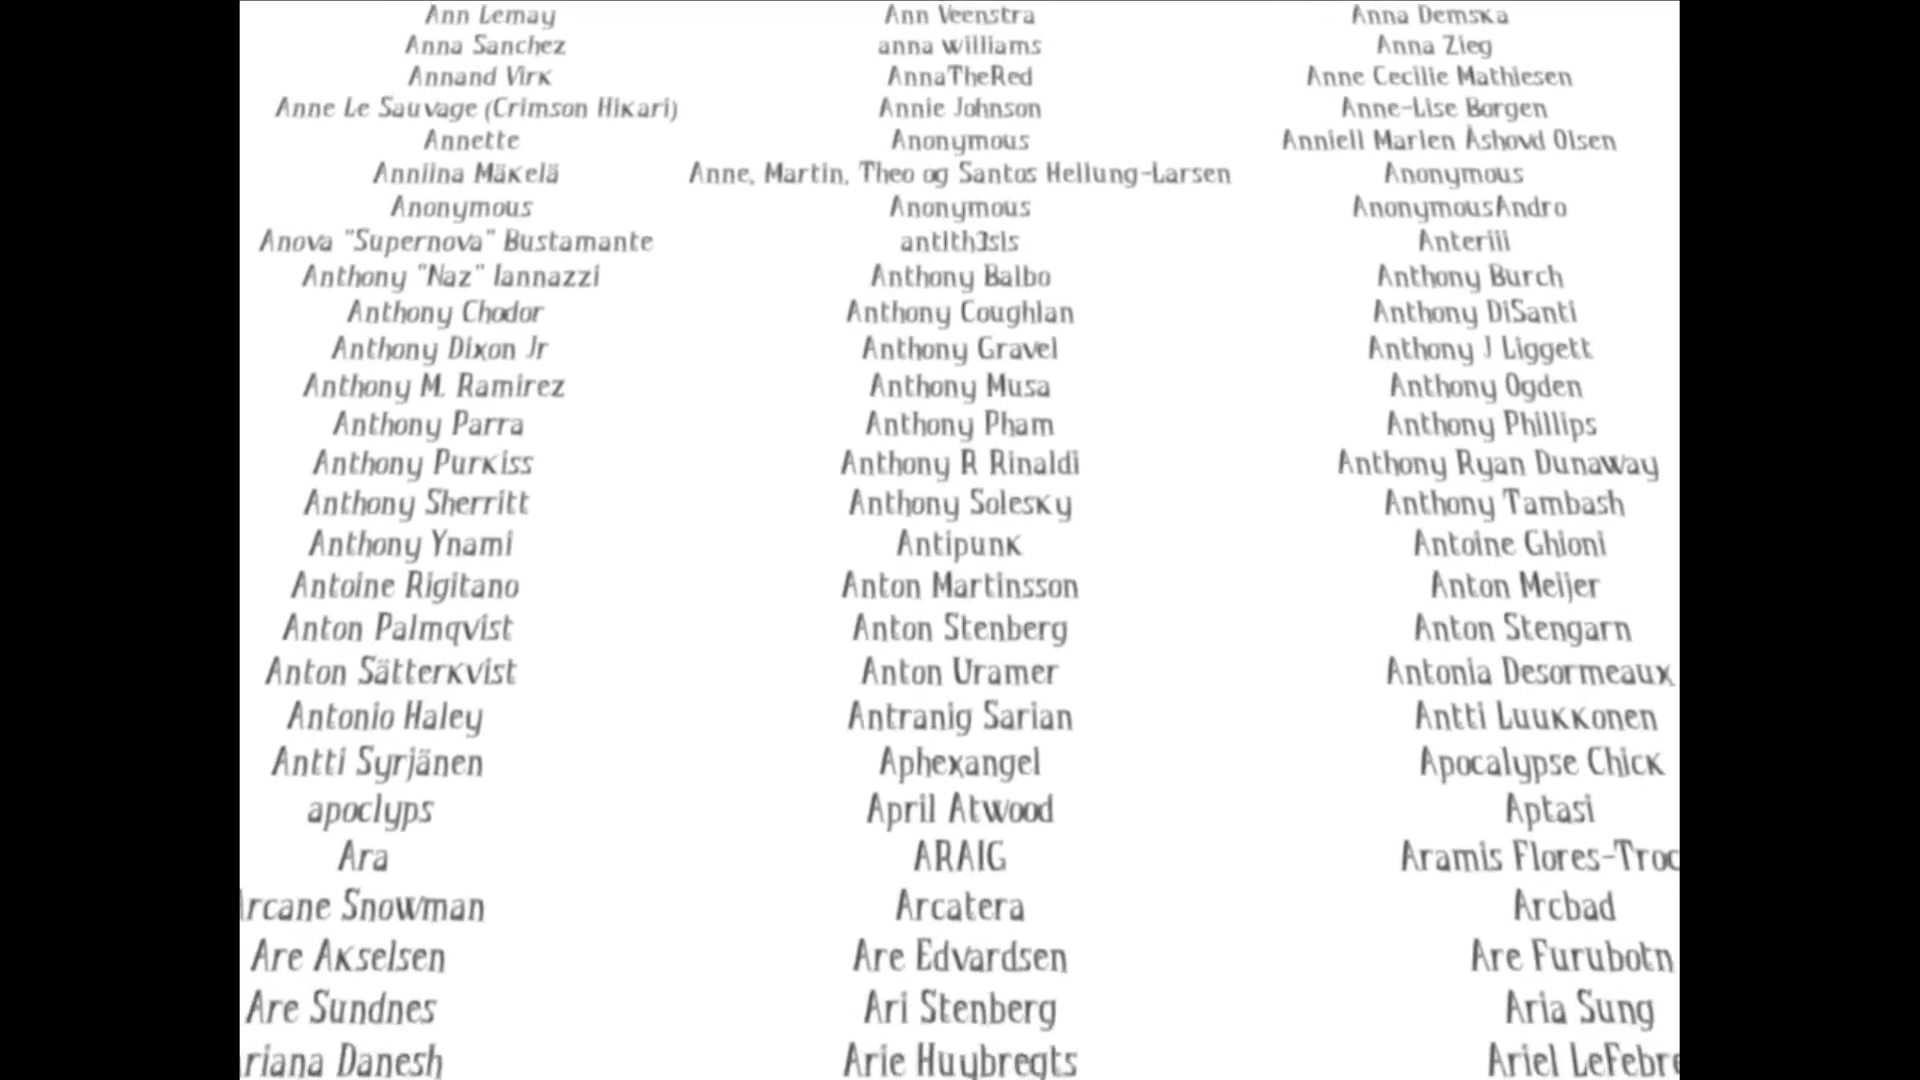 Ann Lemay Ann Veenstra Anna Demska
Anna Sanchez anna williams Anna Zieg
Annand Virk AnnaTheRed Anne Cecilie Mathiesen
Anne Le Sauvage (Crimson Hikari) Annie Johnson Anne-Lise Borgen
Annette Anonymous Anniell Marlen Åshovd Olsen
Anniina Mäkelä Anne, Martin, Theo og Santos Hellung-Larsen Anonymous
Anonymous Anonymous AnonymousAndro
Anova "Supernova" Bustamante ant1th3s1s Anteriii
Anthony "Naz" Iannazzi Anthony Balbo Anthony Burch
Anthony Chodor Anthony Coughlan Anthony DiSanti
Anthony Dixon Jr Anthony Gravel Anthony J Liggett
Anthony M. Ramirez Anthony Musa Anthony Ogden
Anthony Parra Anthony Pham Anthony Phillips
Anthony Purkiss Anthony R Rinaldi Anthony Ryan Dunaway
Anthony Sherritt Anthony Solesky Anthony Tambash
Anthony Ynami Antipunk Antoine Ghioni
Antoine Rigitano Anton Martinsson Anton Meijer
Anton Palmqvist Anton Stenberg Anton Stengarn
Anton Sätterkvist Anton Uramer Antonia Desormeaux
Antonio Haley Antranig Sarian Antti Luukkonen
Antti Syrjänen Aphexangel Apocalypse Chick
apoclyps April Atwood Aptasi
Ara ARAIG Aramis Flores-Troc
rcane Snowman Arcatera Arcbad
Are Akselsen Are Edvardsen Are Furubotn
Are Sundnes Ari Stenberg Aria Sung
riana Danesh Arie Huybregts Ariel LeFebre